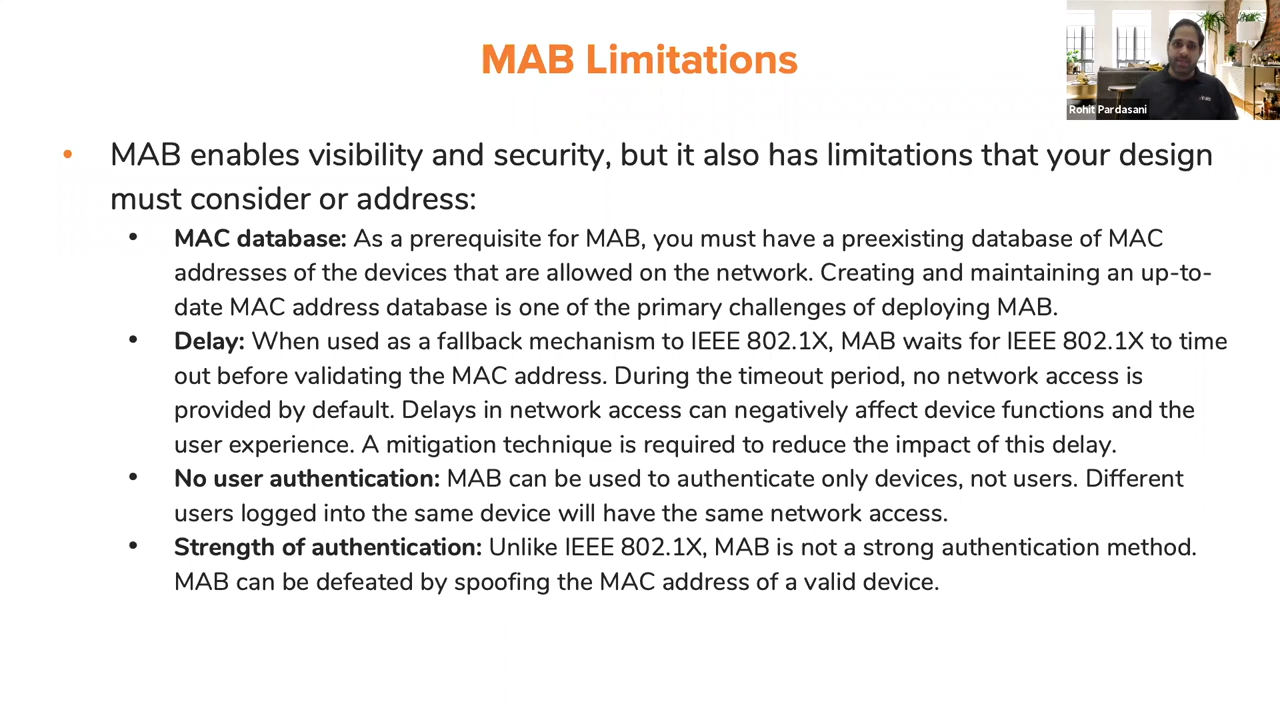 MAB Limitations
Rohit Pardasani
• MAB enables visibility and security, but it also has limitations that your design
must consider or address:
• MAC database: As a prerequisite for MAB, you must have a preexisting database of MAC
addresses of the devices that are allowed on the network. Creating and maintaining an up-to-
date MAC address database is one of the primary challenges of deploying MAB.
• Delay: When used as a fallback mechanism to IEEE 802.1X, MAB waits for IEEE 802.1X to time
out before validating the MAC address. During the timeout period, no network access is
provided by default. Delays in network access can negatively affect device functions and the
user experience. A mitigation technique is required to reduce the impact of this delay.
• No user authentication: MAB can be used to authenticate only devices, not users. Different
users logged into the same device will have the same network access.
• Strength of authentication: Unlike IEEE 802.1X, MAB is not a strong authentication method.
MAB can be defeated by spoofing the MAC address of a valid device.